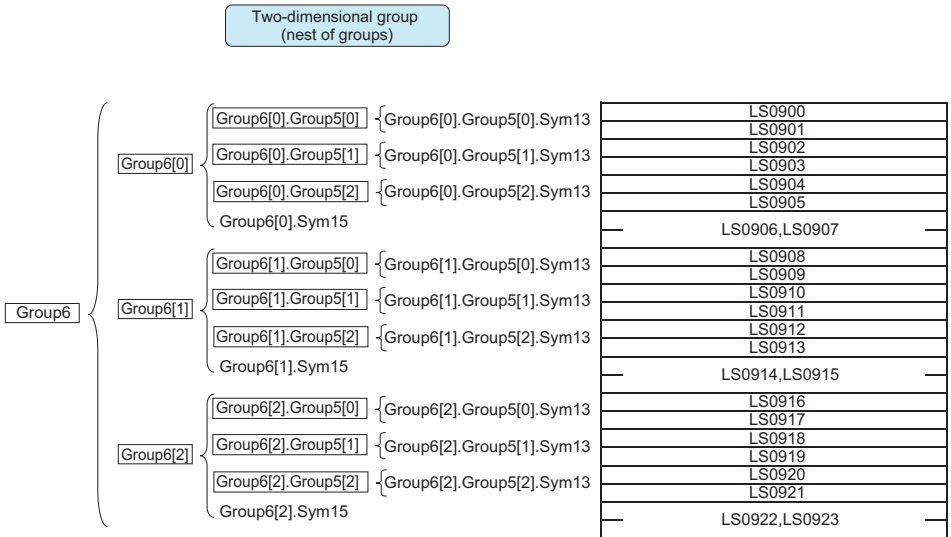 Two-dimensional group
(nest of groups)
Group6[0].Group5[0] Group6[0].Group5[0].Sym13 LS0900
LS0901
Group6[0].Group5[1] Group6[0].Group5[1].Sym13 LS0902
Group6[0] LS0903
Group6[0].Group5[2] Group6[0].Group5[2].Sym13 LS0904
LS0905
Group6[0].Sym15 LS0906,LS0907
Group6[1].Group5[0] Group6[1].Group5[0].Sym13 LS0908
LS0909
Group6[1].Group5[1] Group6[1].Group5[1].Sym13 LS0910
Group6 Group6[1] LS0911
Group6[1].Group5[2] Group6[1].Group5[2].Sym13 LS0912
LS0913
Group6[1].Sym15 LS0914,LS0915
Group6[2].Group5[0] Group6[2].Group5[0].Sym13 LS0916
LS0917
Group6[2].Group5[1] Group6[2].Group5[1].Sym13 LS0918
Group6[2] LS0919
Group6[2].Group5[2] Group6[2].Group5[2].Sym13 LS0920
LS0921
Group6[2].Sym15 LS0922,LS0923